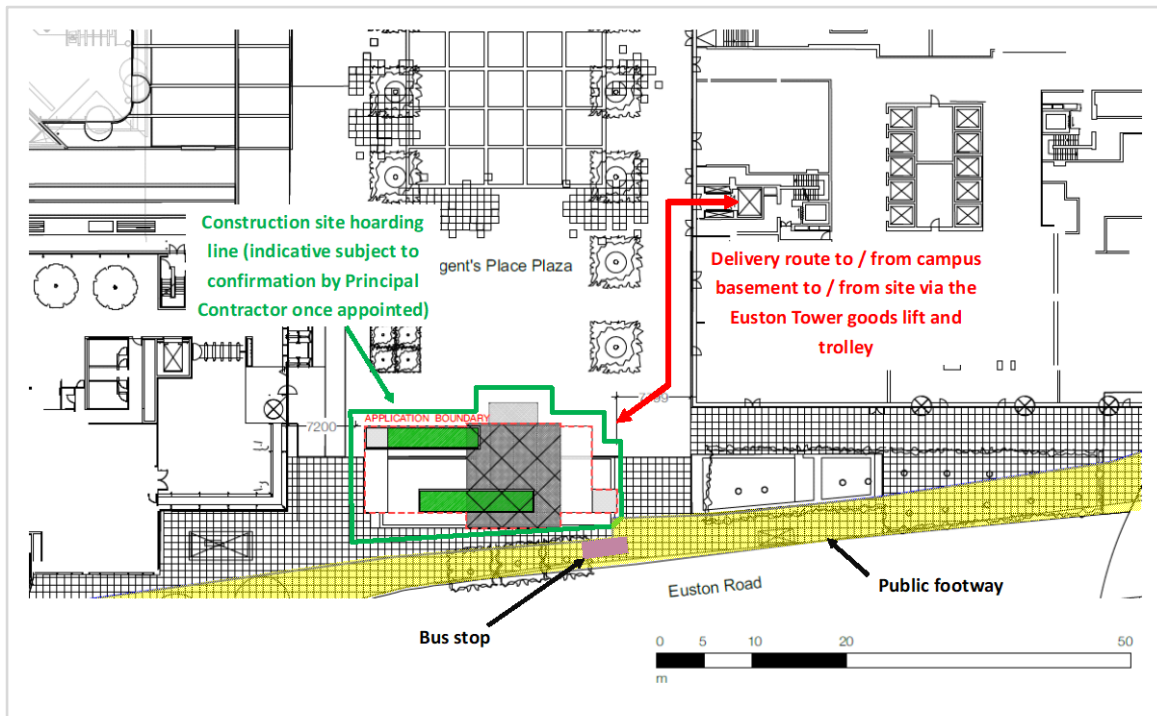 Construction site hoarding
line (indicative subject to
confirmation by Principal
Contractor once appointed)
gent's Place Plaza
Delivery route to / from campus
basement to / from site via the
Euston Tower goods lift and
trolley
APPLICATION BOUNDARY
7200
Public footway
Euston Road
Bus stop
0 5 10 20 50
m